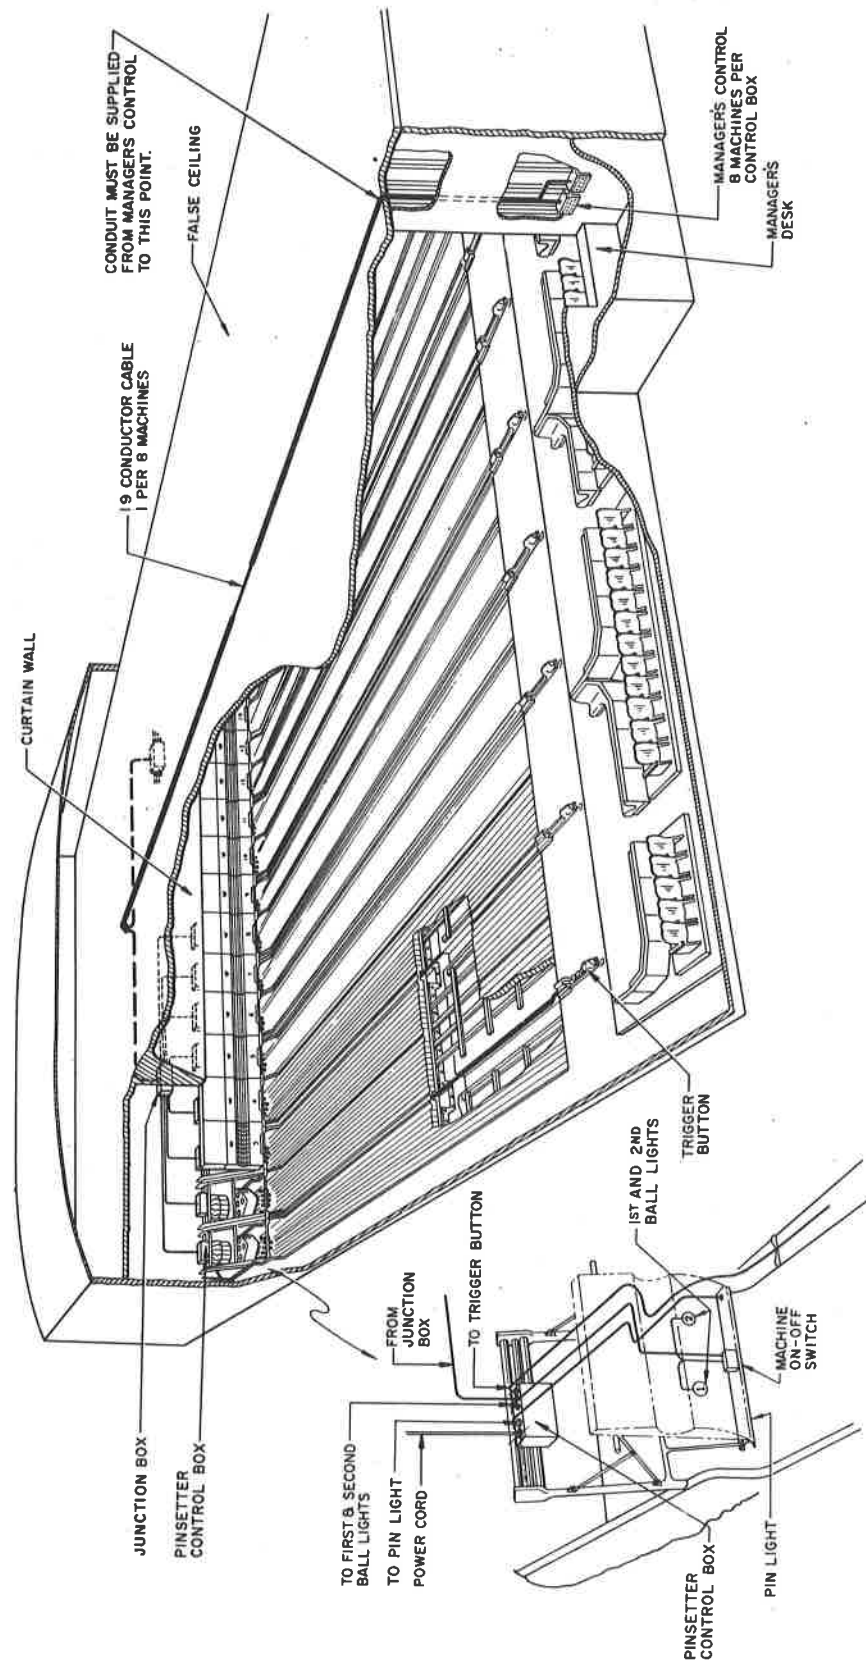 CONDUIT MUST BE SUPPLIED
FROM MANAGERS CONTROL
TO THIS POINT.
FALSE CEILING
19 CONDUCTOR CABLE
1 PER 8 MACHINES
CURTAIN WALL
MANAGER'S CONTROL
8 MACHINES PER
CONTROL BOX
MANAGER'S
DESK
JUNCTION BOX
PINSETTER
CONTROL BOX
TRIGGER
BUTTON
TO FIRST & SECOND
BALL LIGHTS
TO PIN LIGHT
POWER CORD
FROM
JUNCTION
BOX
TO TRIGGER BUTTON
1ST AND 2ND
BALL LIGHTS
1
2
MACHINE
ON-OFF
SWITCH
PINSETTER
CONTROL BOX
PIN LIGHT